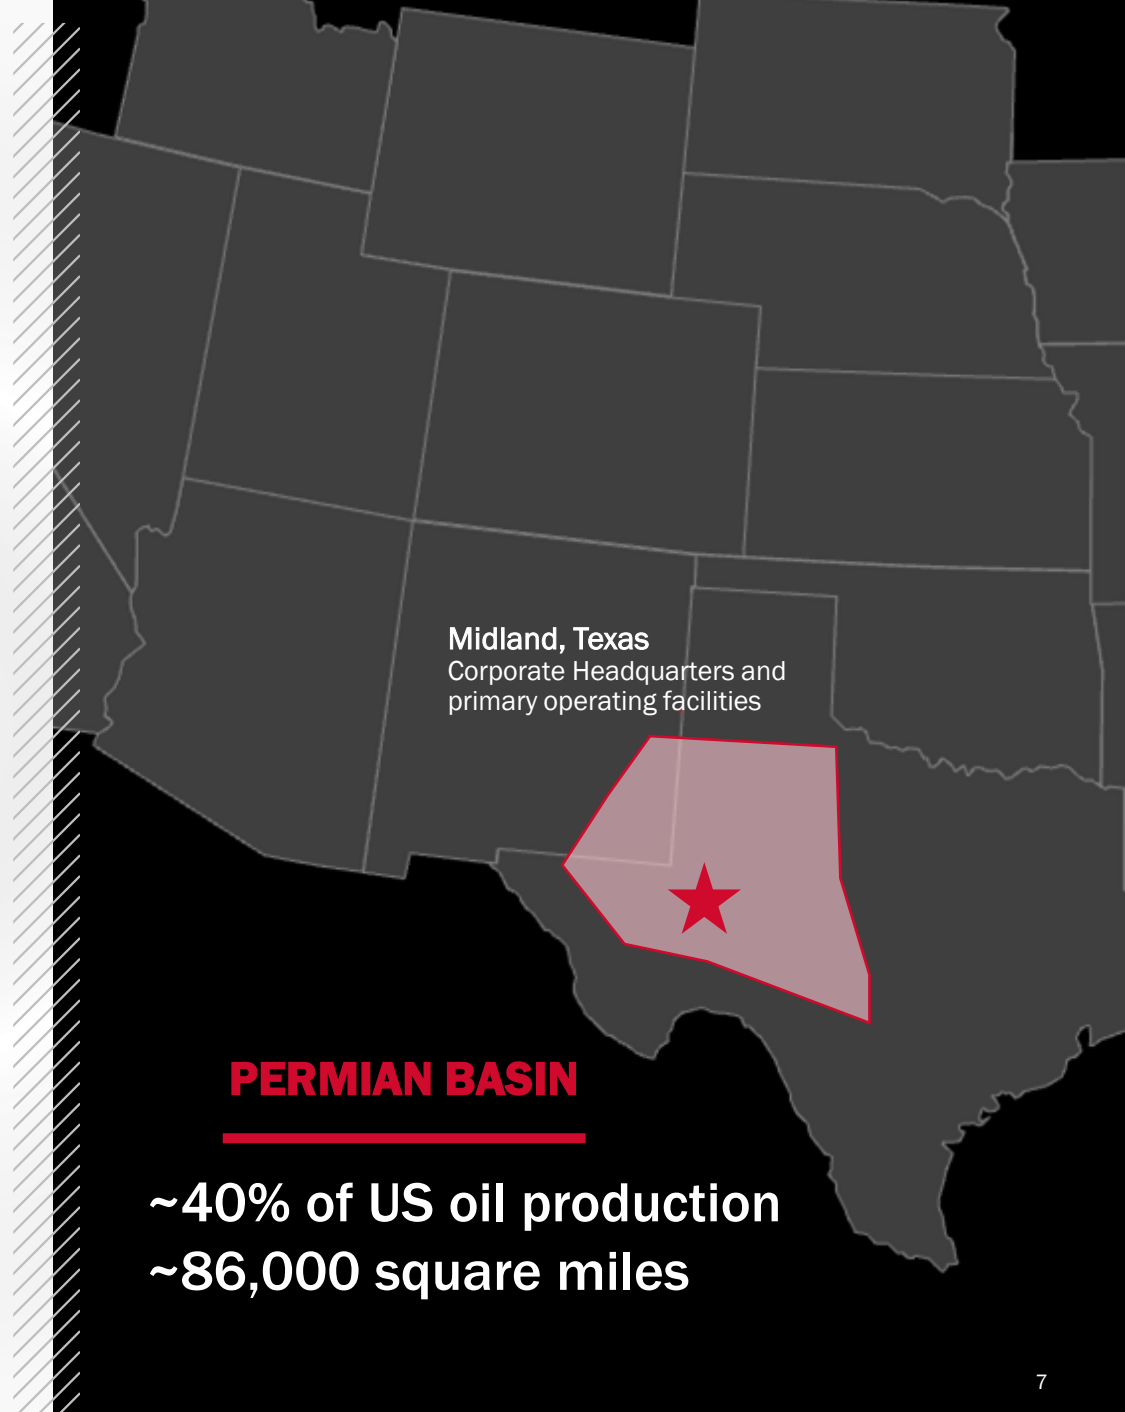 Midland, Texas
Corporate Headquarters and
primary operating facilities
PERMIAN BASIN
~40% of US oil production
~86,000 square miles
7